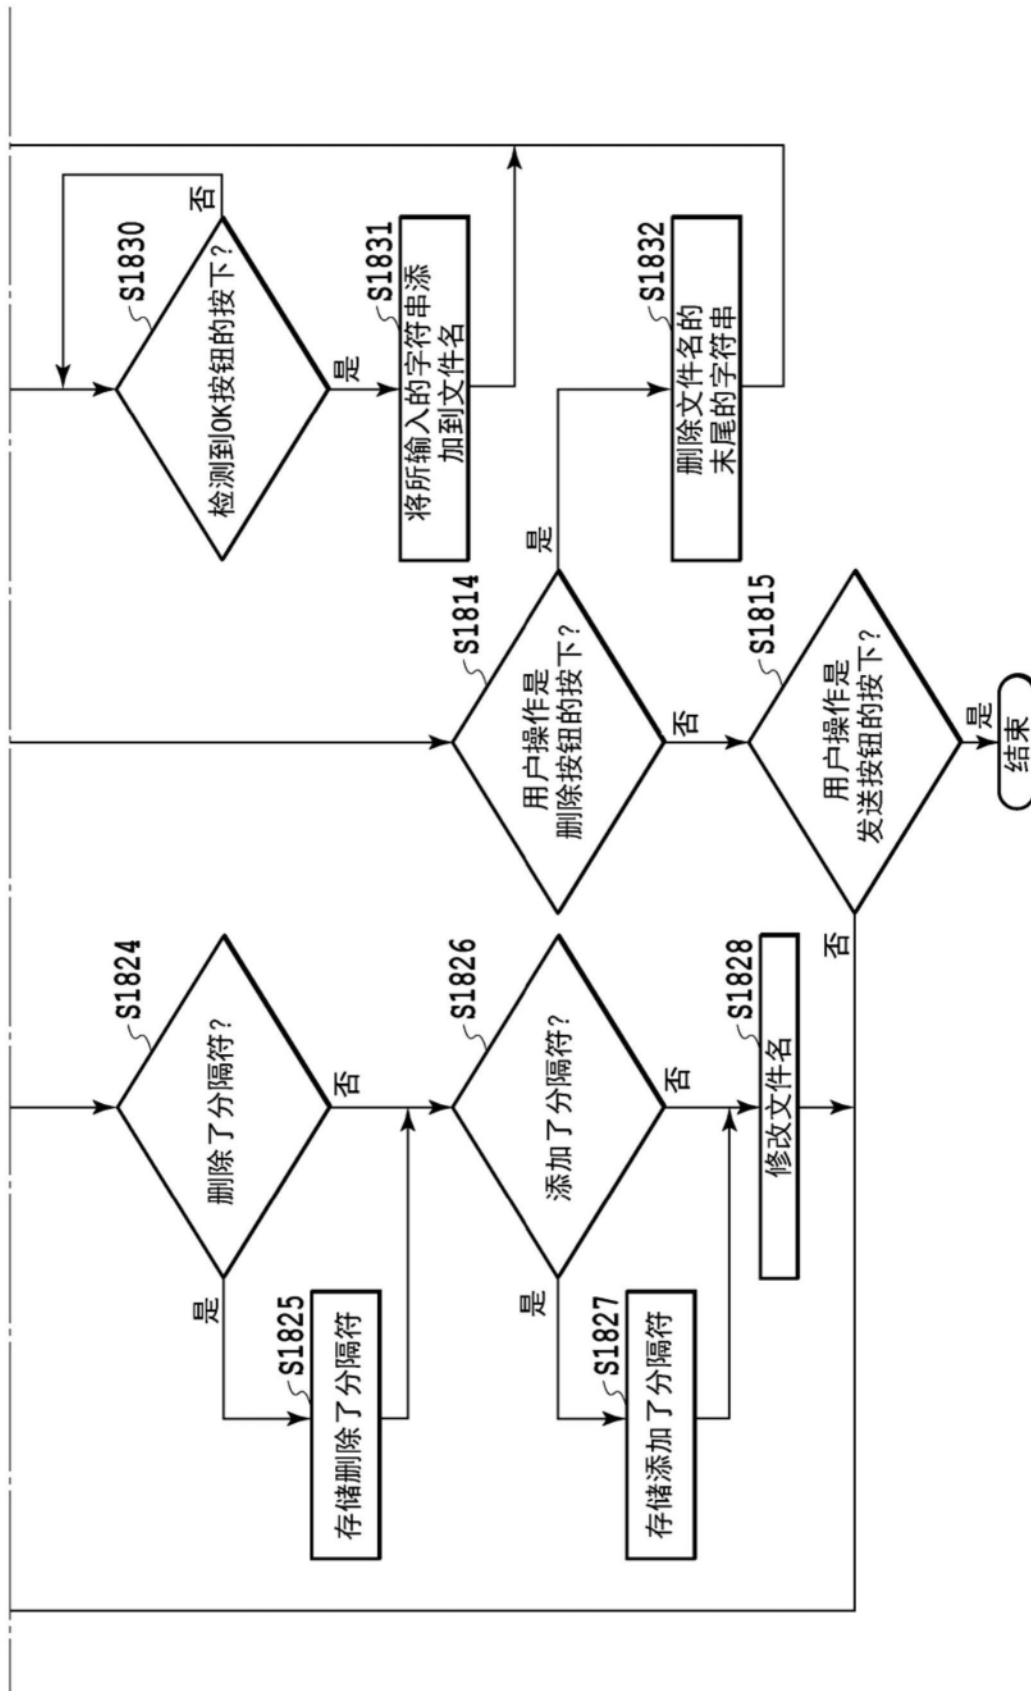 S1824
删除了分隔符？
是
否
S1825
存储删除了分隔符
S1826
添加了分隔符？
是
否
S1827
存储添加了分隔符
S1828
修改文件名
S1814
用户操作是
删除按钮的按下？
是
否
S1815
用户操作是
发送按钮的按下？
否
是
结束
S1830
检测到OK按钮的按下？
否
是
S1831
将所输入的字符串添
加到文件名
S1832
删除文件名的
末尾的字符串